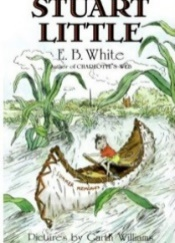 STUART
LITTLE
E. B. White
Author of CHARLOTTE'S WEB
Pictures by Garth Williams